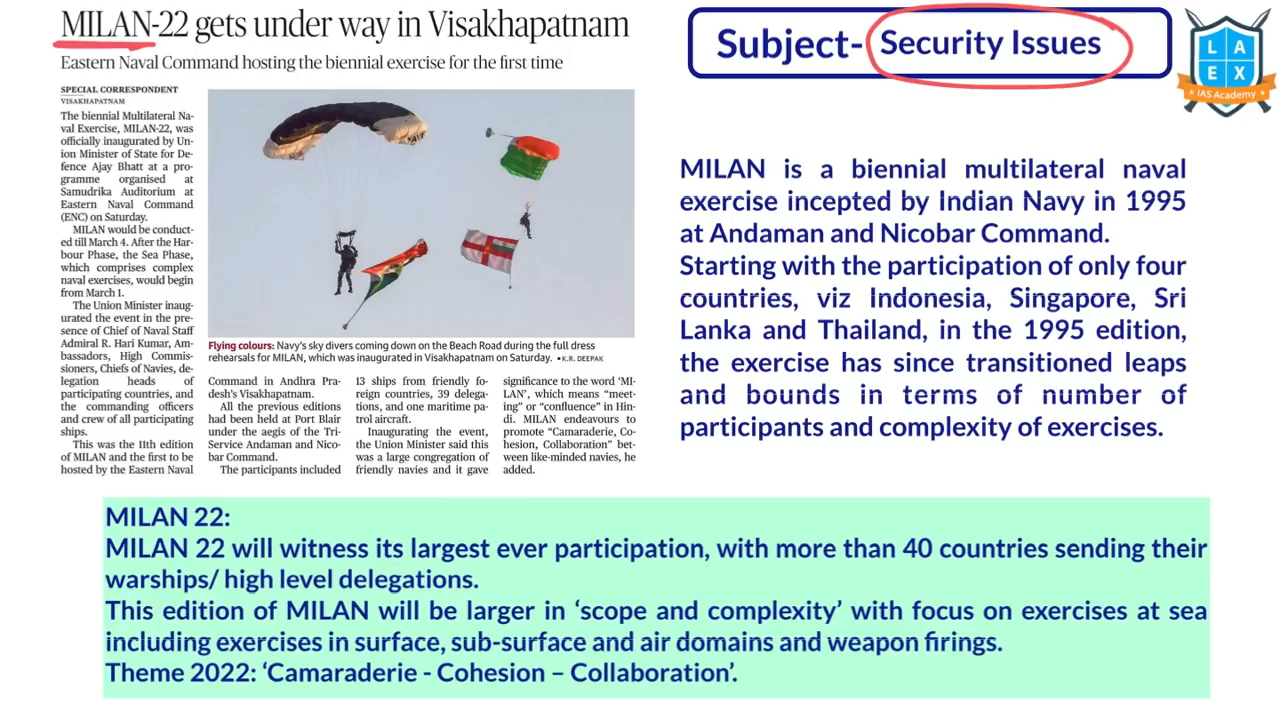 MILAN-22 gets under way in Visakhapatnam
Eastern Naval Command hosting the biennial exercise for the first time
SPECIAL CORRESPONDENT
VISAKHAPATNAM
The biennial Multilateral Na-
val Exercise, MILAN-22, was
officially inaugurated by Un-
ion Minister of State for De-
fence Ajay Bhatt at a pro-
gramme organised at
Samudrika Auditorium at
Eastern Naval Command
(ENC) on Saturday.
MILAN would be conduct-
ed till March 4. After the Har-
bour Phase, the Sea Phase,
which comprises complex
naval exercises, would begin
from March 1.
The Union Minister inaug-
urated the event in the pre-
sence of Chief of Naval Staff
Admiral R. Hari Kumar, Am-
bassadors, High Commis-
sioners, Chiefs of Navies, de-
legation heads of
participating countries, and
the commanding officers
and crew of all participating
ships.
This was the 11th edition
of MILAN and the first to be
hosted by the Eastern Naval
NAVY
Flying colours: Navy's sky divers coming down on the Beach Road during the full dress
rehearsals for MILAN, which was inaugurated in Visakhapatnam on Saturday. •K.R. DEEPAK
Command in Andhra Pra-
desh's Visakhapatnam.
All the previous editions
had been held at Port Blair
under the aegis of the Tri-
Service Andaman and Nico-
bar Command.
The participants included
13 ships from friendly fo-
reign countries, 39 delega-
tions, and one maritime pa-
trol aircraft.
Inaugurating the event,
the Union Minister said this
was a large congregation of
friendly navies and it gave
significance to the word 'MI-
LAN', which means "meet-
ing" or "confluence" in Hin-
di. MILAN endeavours to
promote "Camaraderie, Co-
hesion, Collaboration" bet-
ween like-minded navies, he
added.
Subject- Security Issues
L A
E X
IAS Academy
MILAN is a biennial multilateral naval
exercise incepted by Indian Navy in 1995
at Andaman and Nicobar Command.
Starting with the participation of only four
countries, viz Indonesia, Singapore, Sri
Lanka and Thailand, in the 1995 edition,
the exercise has since transitioned leaps
and bounds in terms of number of
participants and complexity of exercises.
MILAN 22:
MILAN 22 will witness its largest ever participation, with more than 40 countries sending their
warships/ high level delegations.
This edition of MILAN will be larger in 'scope and complexity' with focus on exercises at sea
including exercises in surface, sub-surface and air domains and weapon firings.
Theme 2022: 'Camaraderie - Cohesion – Collaboration'.